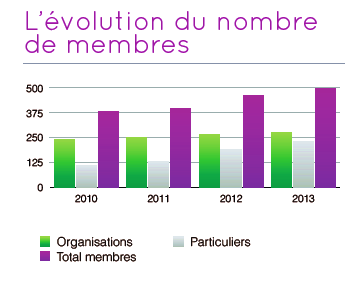 L'évolution du nombre
de membres
500
375
250
125
0
2010 2011 2012 2013
Organisations Particuliers
Total membres